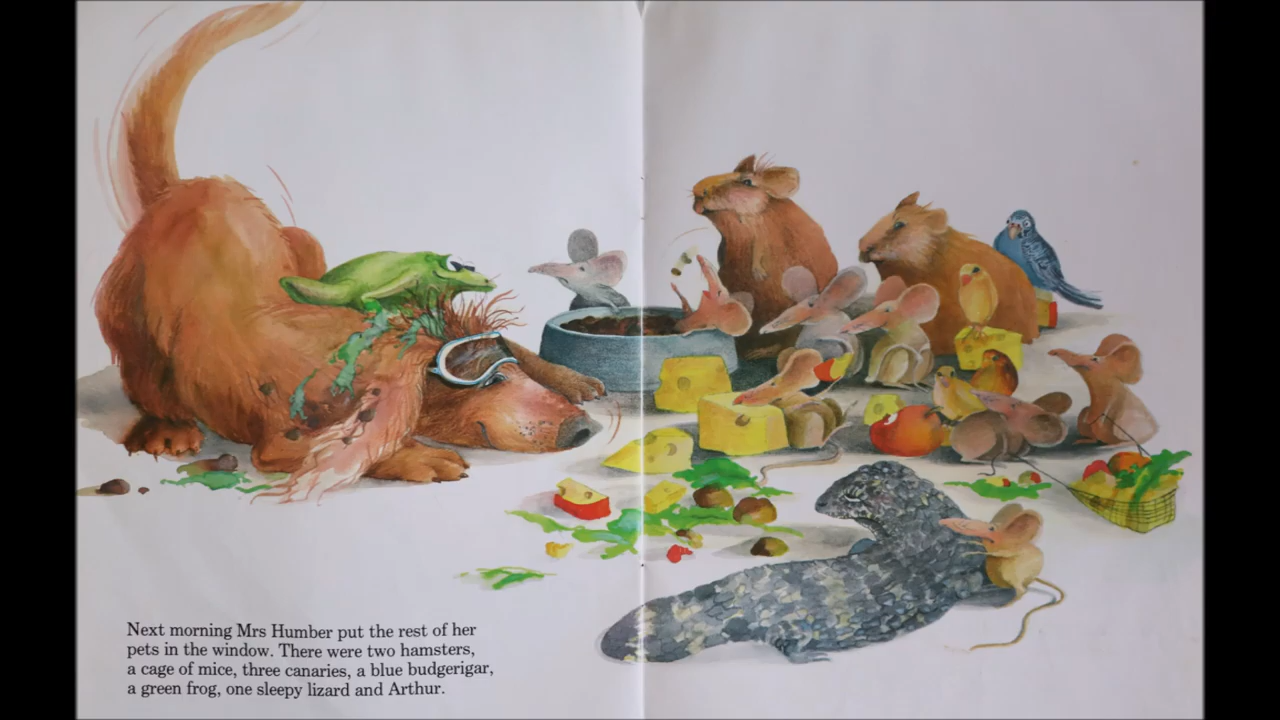 Next morning Mrs Humber put the rest of her
pets in the window. There were two hamsters,
a cage of mice, three canaries, a blue budgerigar,
a green frog, one sleepy lizard and Arthur.